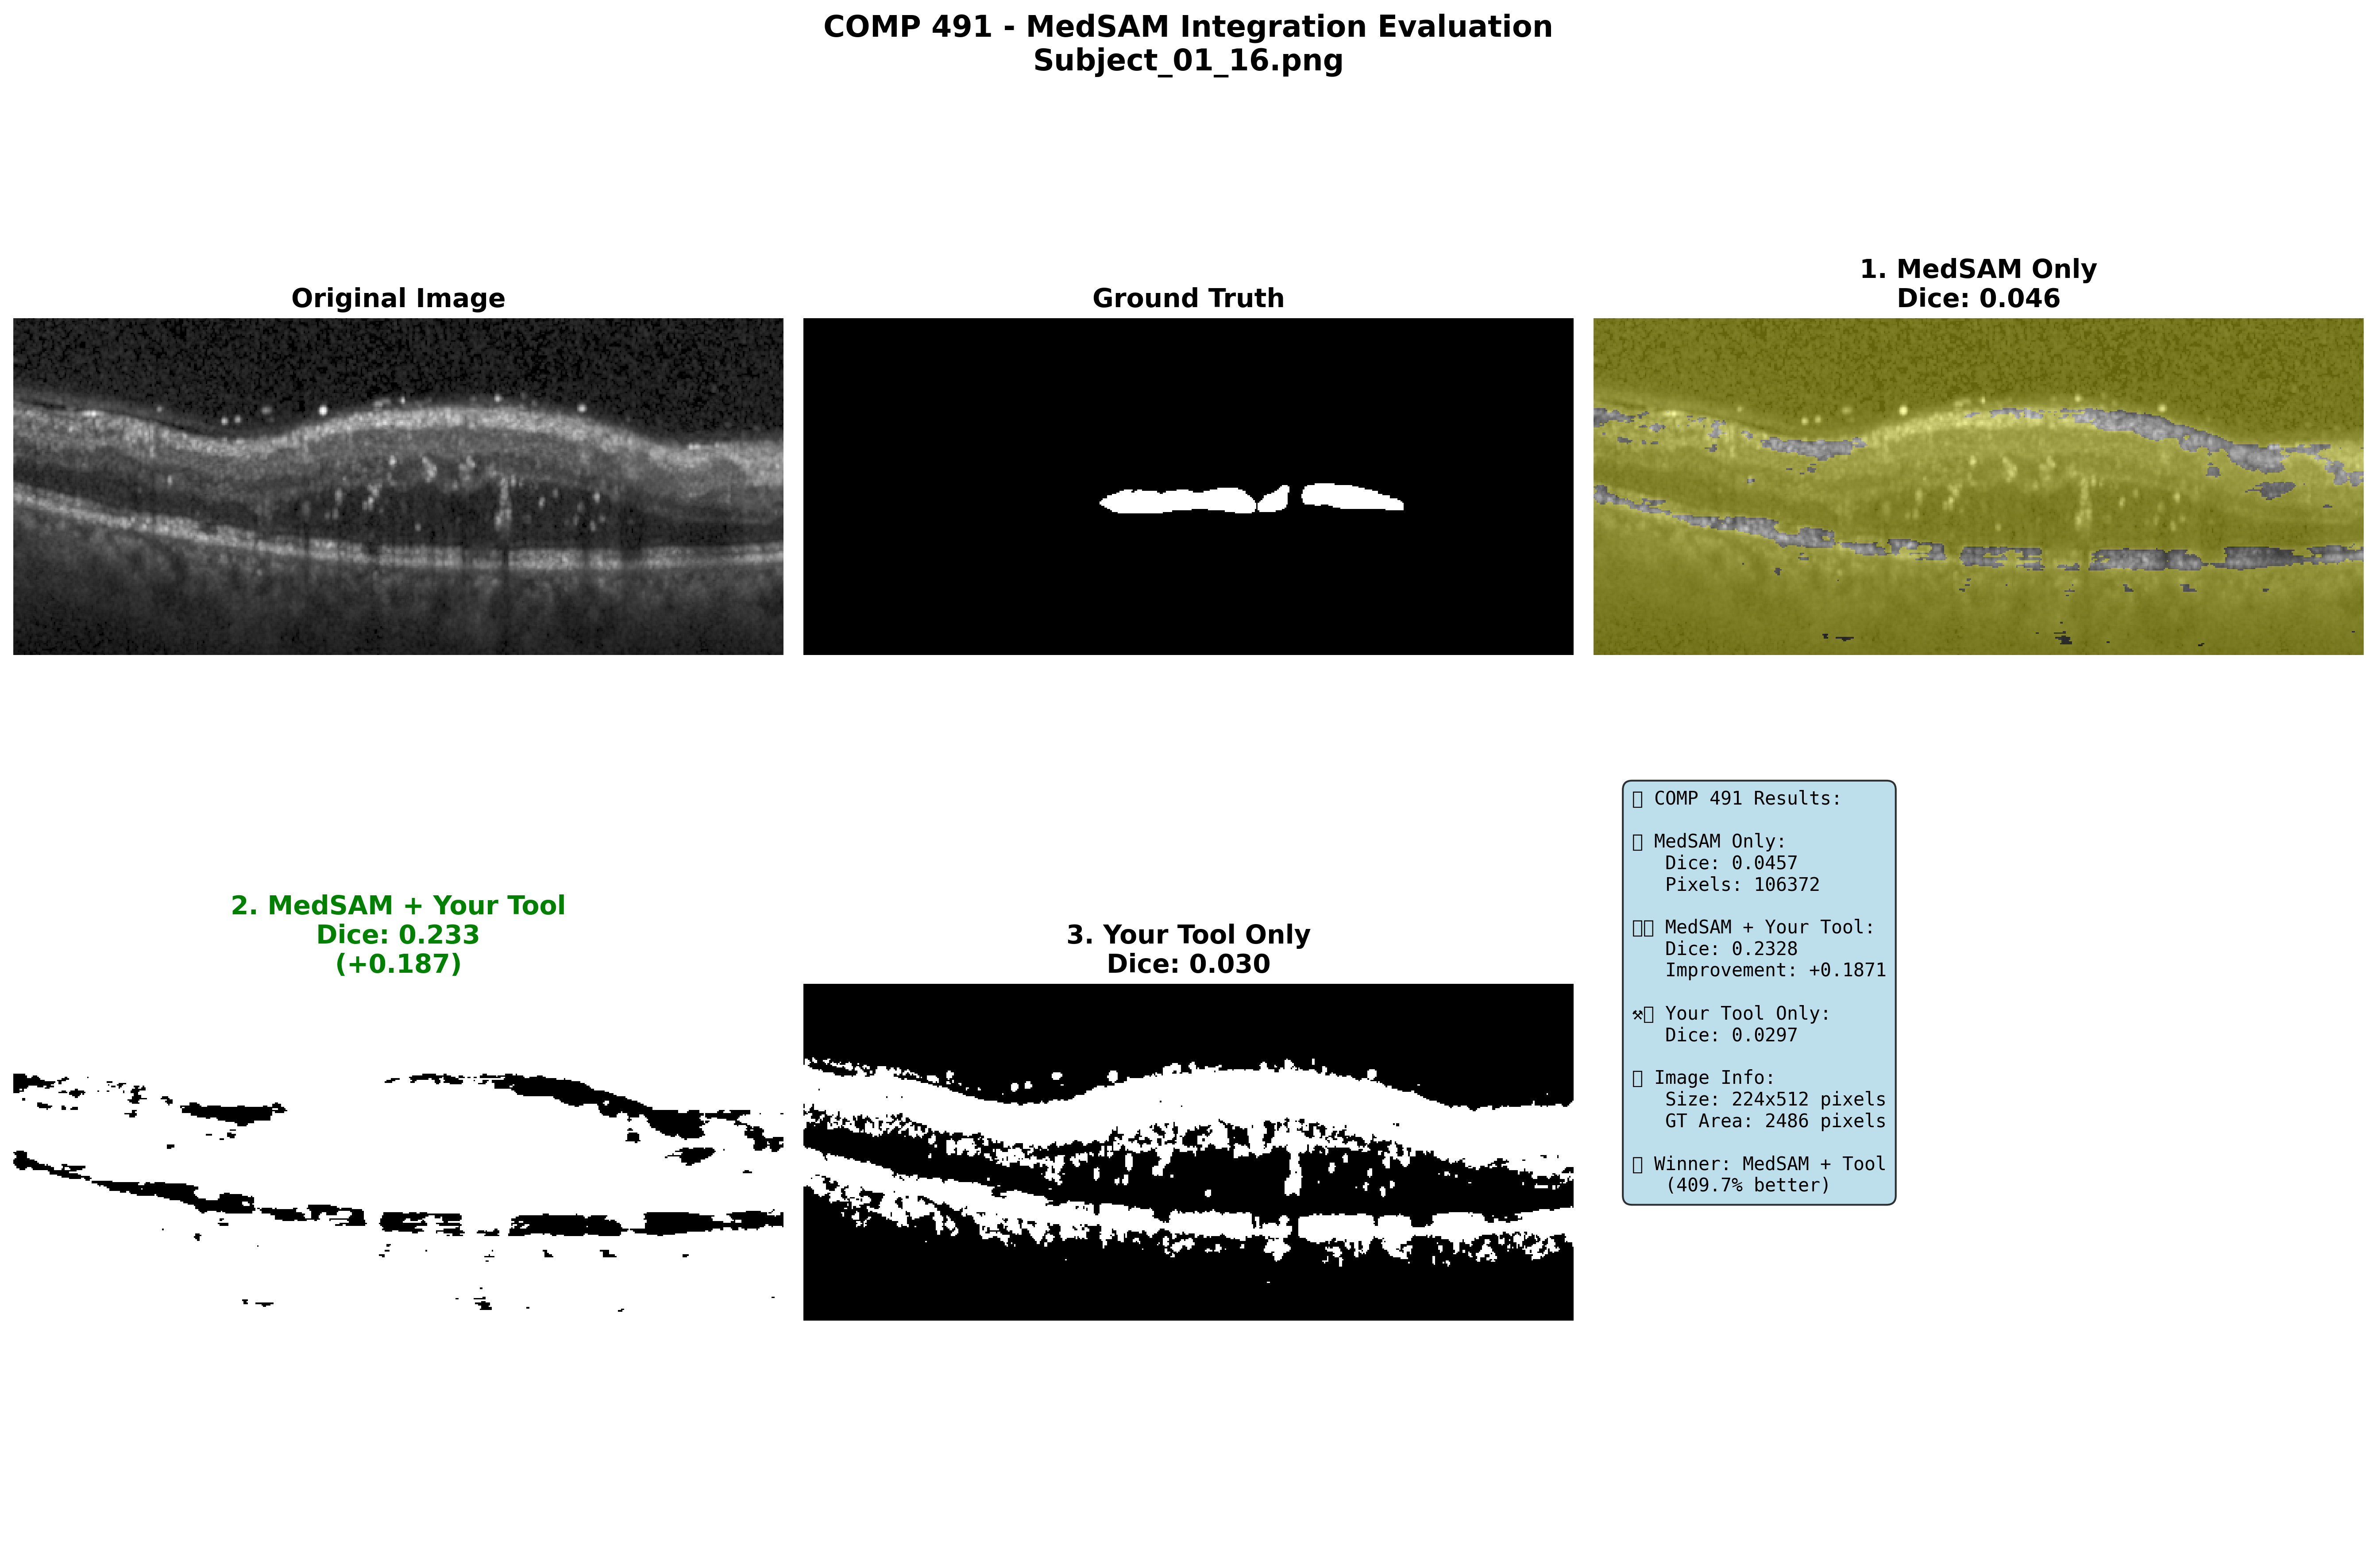 COMP 491 - MedSAM Integration Evaluation
Subject_01_16.png
Original Image
Ground Truth
1. MedSAM Only
Dice: 0.046
2. MedSAM + Your Tool
Dice: 0.233
(+0.187)
3. Your Tool Only
Dice: 0.030
COMP 491 Results:
MedSAM Only:
Dice: 0.0457
Pixels: 106372
MedSAM + Your Tool:
Dice: 0.2328
Improvement: +0.1871
⚒ Your Tool Only:
Dice: 0.0297
Image Info:
Size: 224x512 pixels
GT Area: 2486 pixels
Winner: MedSAM + Tool
(409.7% better)